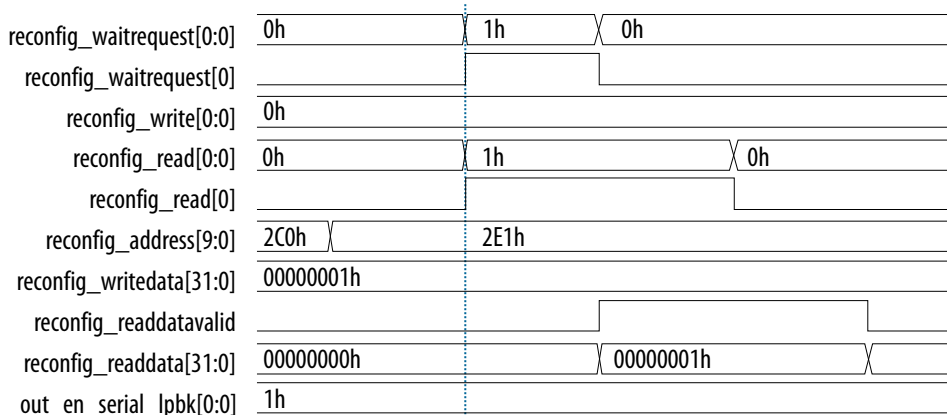 reconfig_waitrequest[0:0] 0h 1h 0h
reconfig_waitrequest[0]
reconfig_write[0:0] 0h
reconfig_read[0:0] 0h 1h 0h
reconfig_read[0]
reconfig_address[9:0] 2C0h 2E1h
reconfig_writedata[31:0] 00000001h
reconfig_readdatavalid
reconfig_readdata[31:0] 00000000h 00000001h
out_en_serial_lpbk[0:0] 1h